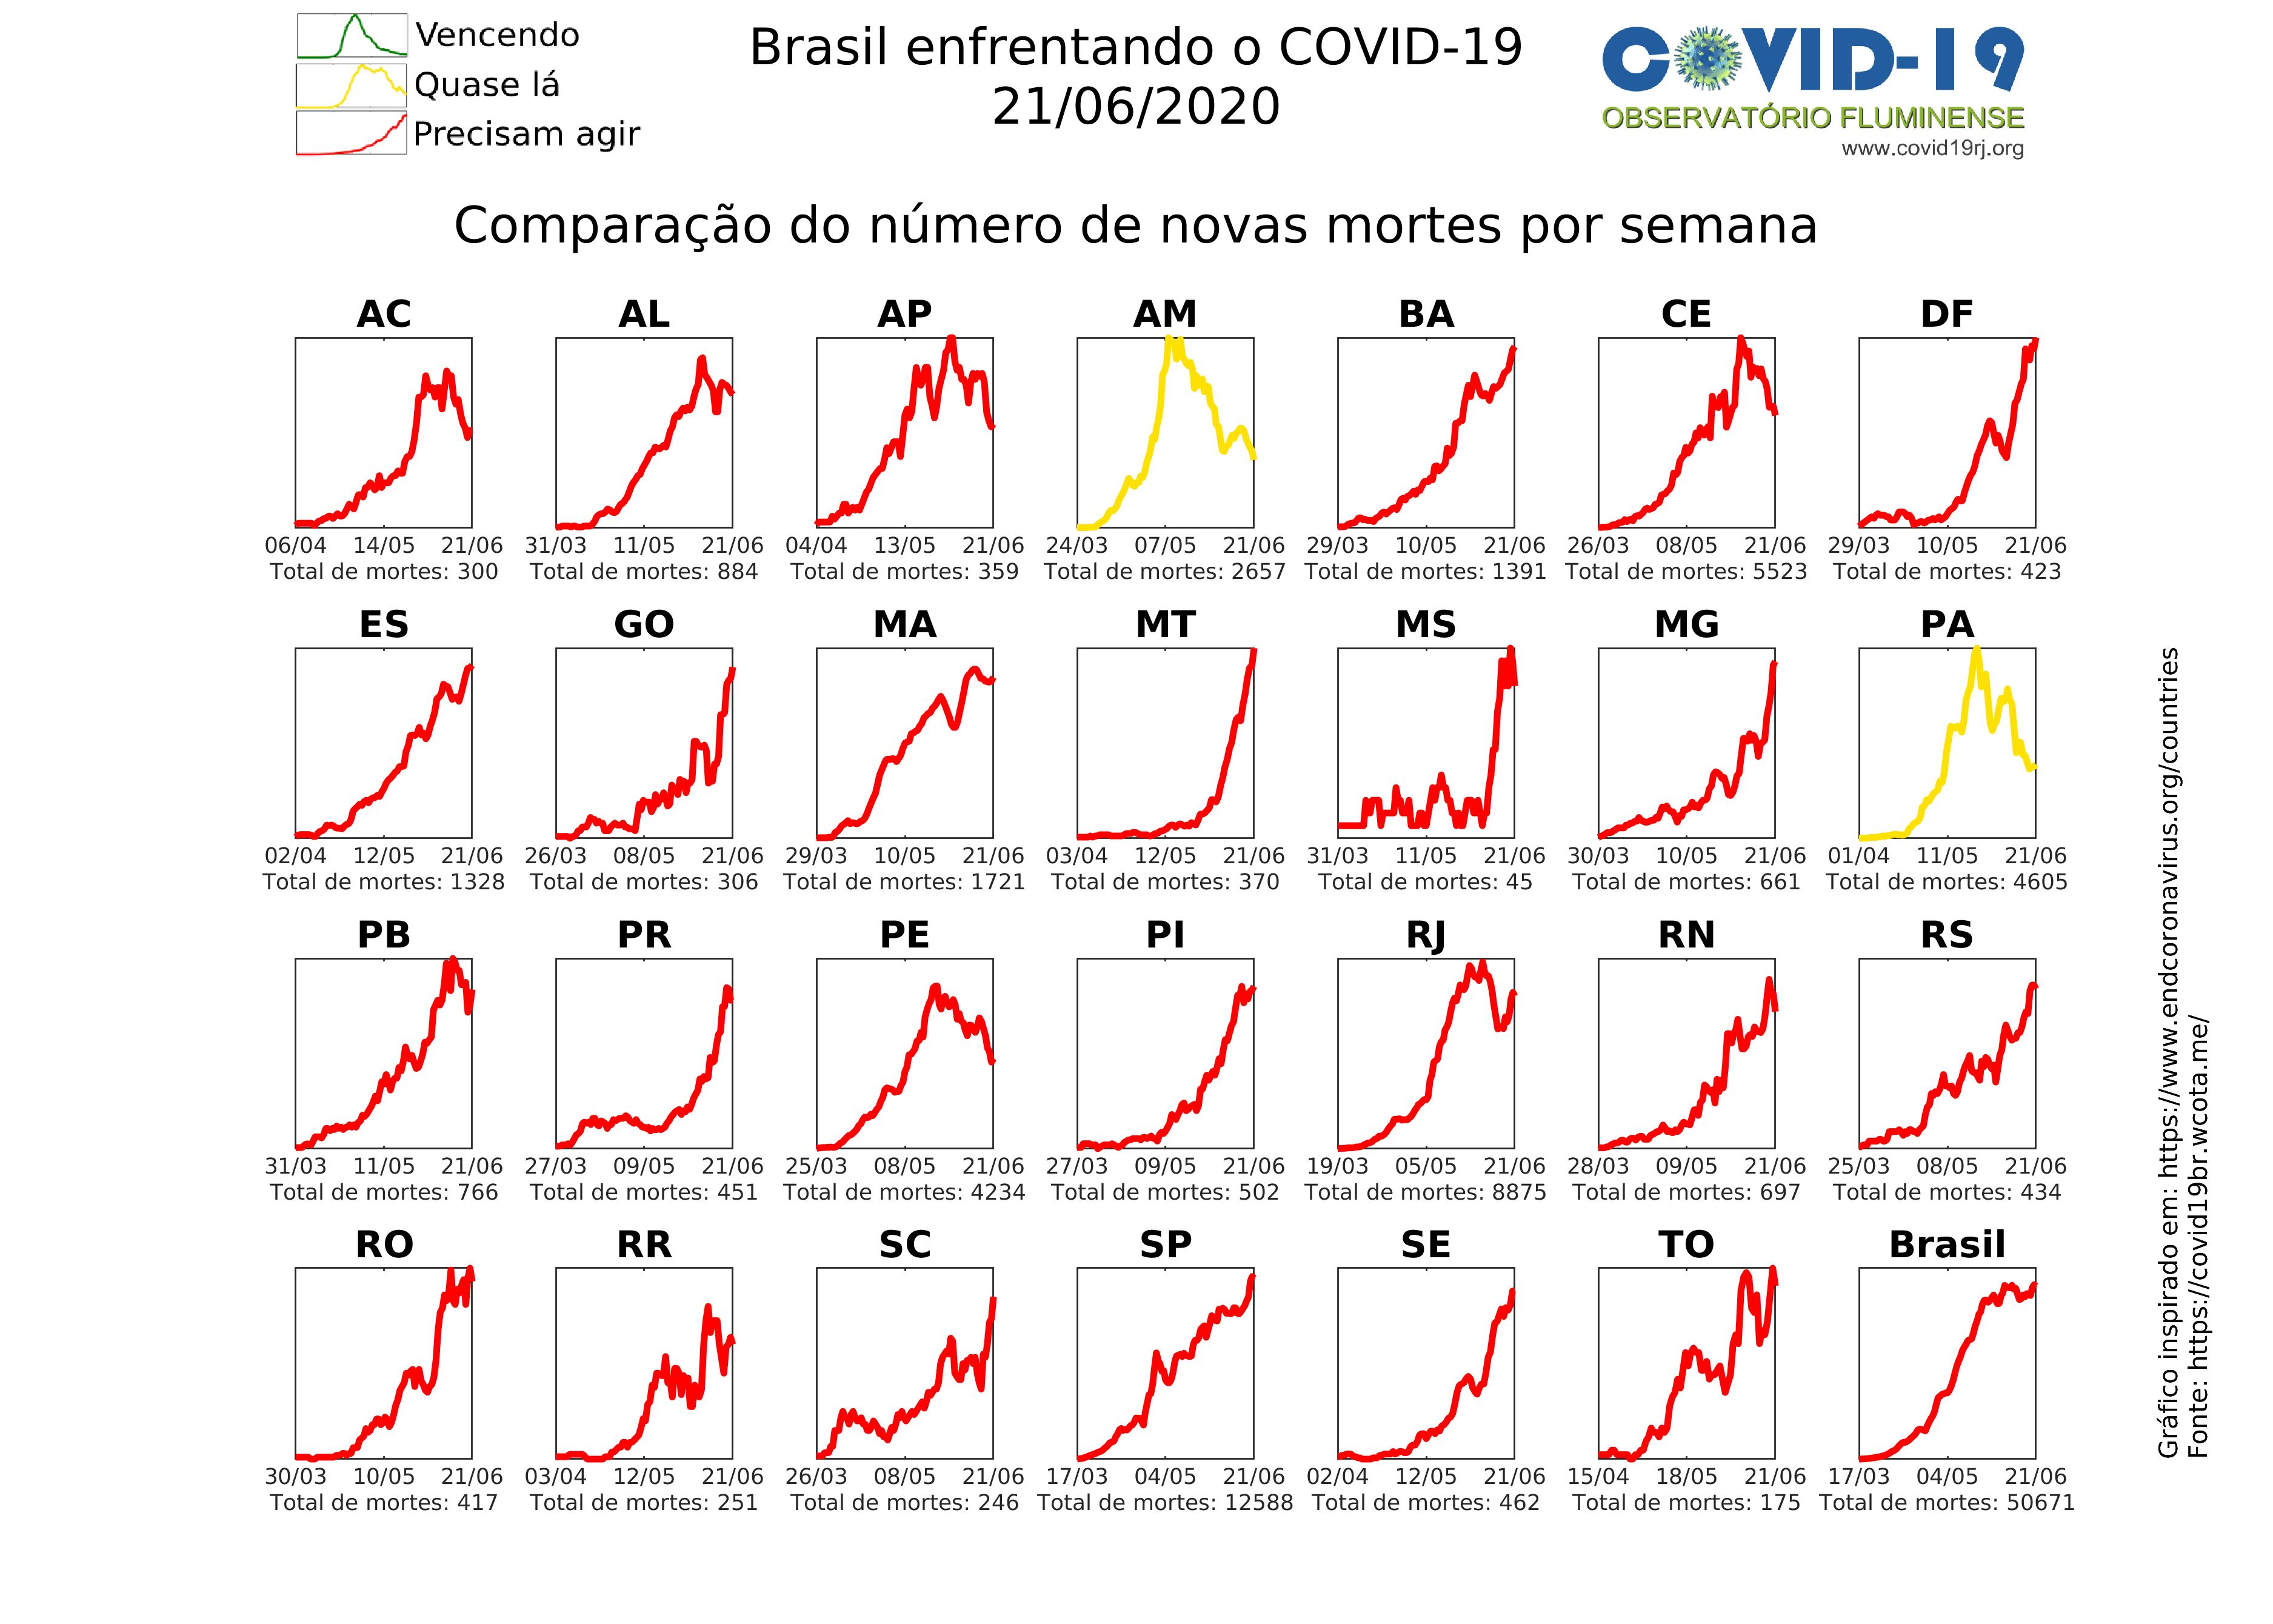 Vencendo
Quase lá
Precisam agir
Brasil enfrentando o COVID-19
21/06/2020
COVID-19
OBSERVATÓRIO FLUMINENSE
www.covid19rj.org
Comparação do número de novas mortes por semana
AC AL AP AM BA CE DF
06/04 14/05 21/06 31/03 11/05 21/06 04/04 13/05 21/06 24/03 07/05 21/06 29/03 10/05 21/06 26/03 08/05 21/06 29/03 10/05 21/06
Total de mortes: 300 Total de mortes: 884 Total de mortes: 359 Total de mortes: 2657 Total de mortes: 1391 Total de mortes: 5523 Total de mortes: 423
ES GO MA MT MS MG PA
02/04 12/05 21/06 26/03 08/05 21/06 29/03 10/05 21/06 03/04 12/05 21/06 31/03 11/05 21/06 30/03 10/05 21/06 01/04 11/05 21/06
Total de mortes: 1328 Total de mortes: 306 Total de mortes: 1721 Total de mortes: 370 Total de mortes: 45 Total de mortes: 661 Total de mortes: 4605
PB PR PE PI RJ RN RS
31/03 11/05 21/06 27/03 09/05 21/06 25/03 08/05 21/06 27/03 09/05 21/06 19/03 05/05 21/06 28/03 09/05 21/06 25/03 08/05 21/06
Total de mortes: 766 Total de mortes: 451 Total de mortes: 4234 Total de mortes: 502 Total de mortes: 8875 Total de mortes: 697 Total de mortes: 434
RO RR SC SP SE TO Brasil
30/03 10/05 21/06 03/04 12/05 21/06 26/03 08/05 21/06 17/03 04/05 21/06 02/04 12/05 21/06 15/04 18/05 21/06 17/03 04/05 21/06
Total de mortes: 417 Total de mortes: 251 Total de mortes: 246 Total de mortes: 12588 Total de mortes: 462 Total de mortes: 175 Total de mortes: 50671
Gráfico inspirado em: https://www.endcoronavirus.org/countries
Fonte: https://covid19br.wcota.me/